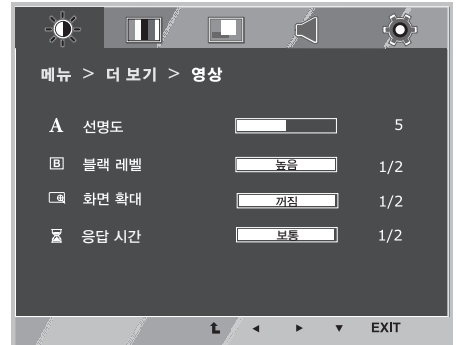 메뉴 > 더 보기 > 영상
A 선명도 5
B 블랙 레벨 높음 1/2
화면 확대 꺼짐 1/2
응답 시간 보통 1/2
EXIT